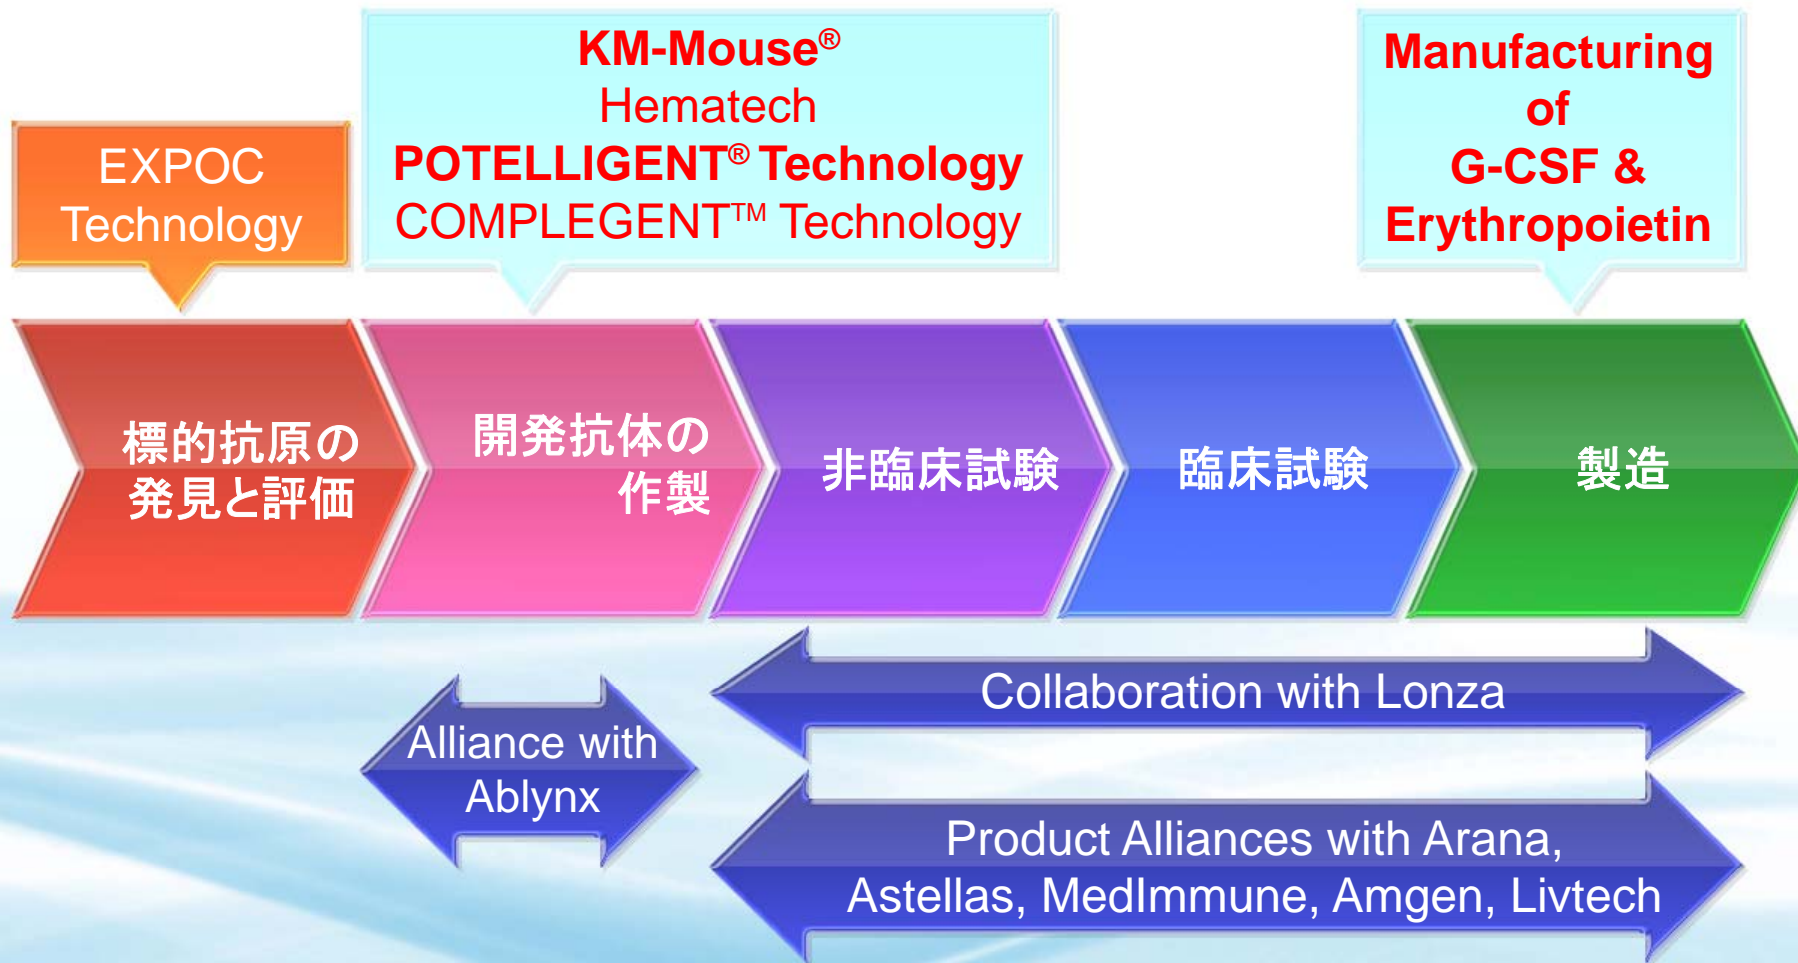 EXPOC
Technology
KM-Mouse®
Hematech
POTELLIGENT® Technology
COMPLEGENT™ Technology
Manufacturing
of
G-CSF &
Erythropoietin
標的抗原の
発見と評価
開発抗体の
作製
非臨床試験
臨床試験
製造
Alliance with
Ablynx
Collaboration with Lonza
Product Alliances with Arana,
Astellas, MedImmune, Amgen, Livtech